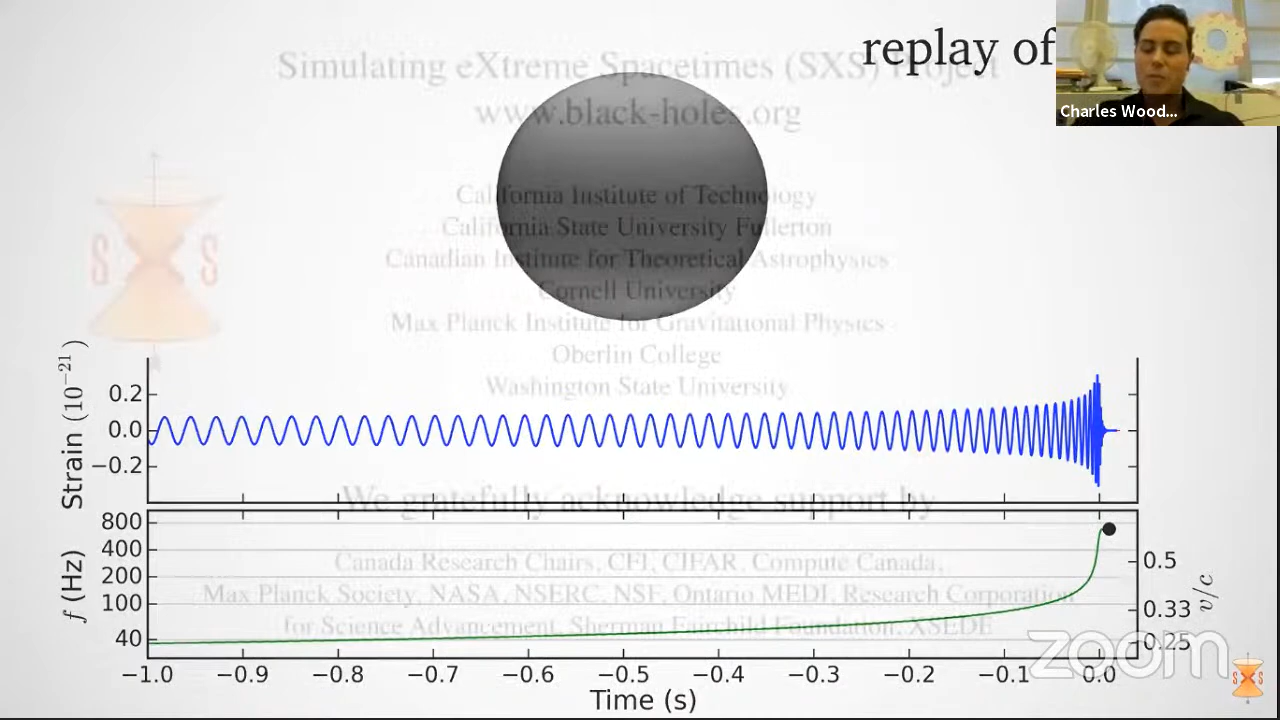 replay of
Simulating eXtreme Spacetimes (SXS) Project
www.black-holes.org
Charles Wood...
California Institute of Technology
California State University Fullerton
Canadian Institute for Theoretical Astrophysics
Cornell University
Max Planck Institute for Gravitational Physics
Oberlin College
Washington State University
S S
Strain (10⁻²¹)
0.2
0.0
−0.2
We gratefully acknowledge support by
Canada Research Chairs, CFI, CIFAR, Compute Canada,
Max Planck Society, NASA, NSERC, NSF, Ontario MEDI, Research Corporation
for Science Advancement, Sherman Fairchild Foundation, XSEDE
f (Hz)
800
400
200
100
40
0.5
0.33
0.25
v/c
zoom
−1.0 −0.9 −0.8 −0.7 −0.6 −0.5 −0.4 −0.3 −0.2 −0.1 0.0
Time (s)
S S